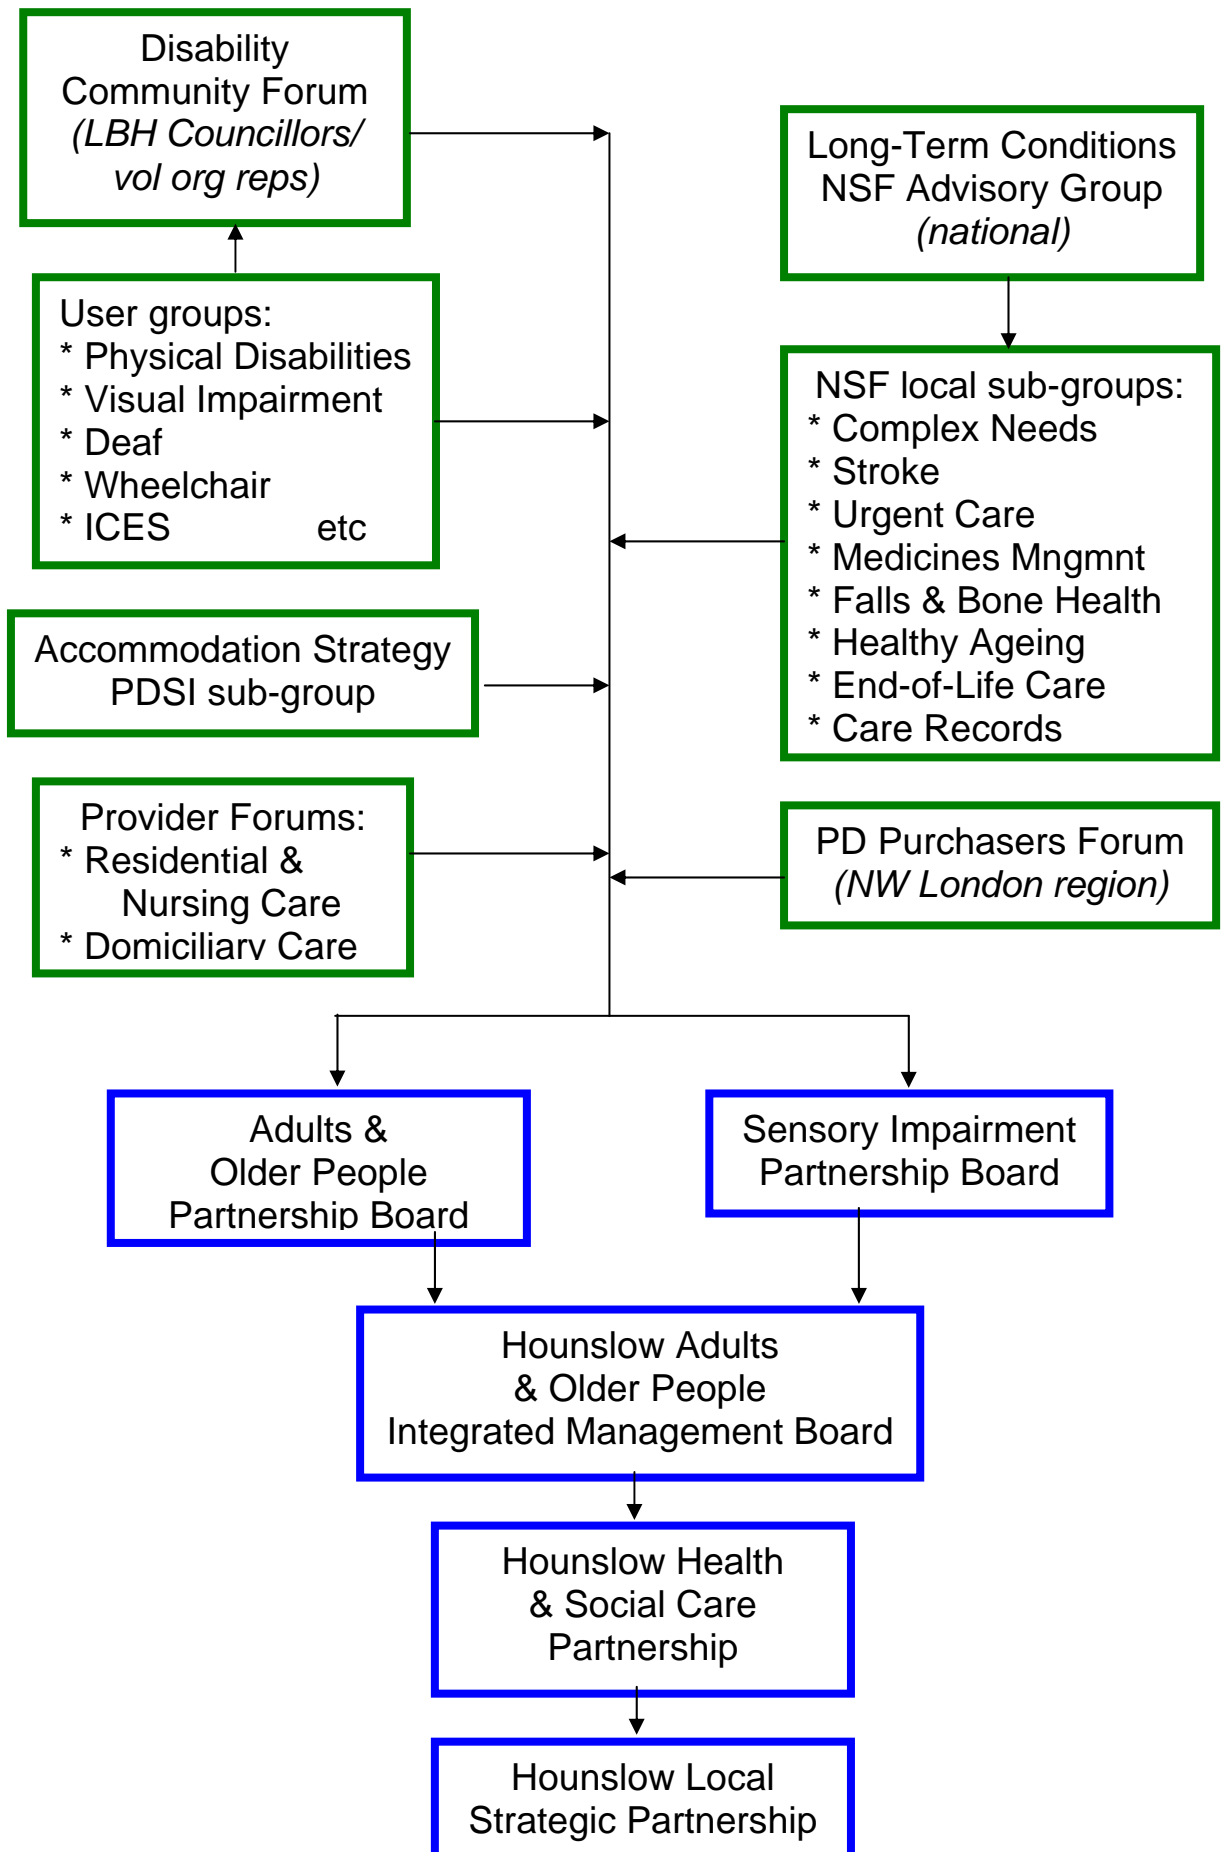 Disability
Community Forum
(LBH Councillors/
vol org reps)
Long-Term Conditions
NSF Advisory Group
(national)
User groups:
* Physical Disabilities
* Visual Impairment
* Deaf
* Wheelchair
* ICES etc
NSF local sub-groups:
* Complex Needs
* Stroke
* Urgent Care
* Medicines Mngmnt
* Falls & Bone Health
* Healthy Ageing
* End-of-Life Care
* Care Records
Accommodation Strategy
PDSI sub-group
Provider Forums:
* Residential &
Nursing Care
* Domiciliary Care
PD Purchasers Forum
(NW London region)
Adults &
Older People
Partnership Board
Sensory Impairment
Partnership Board
Hounslow Adults
& Older People
Integrated Management Board
Hounslow Health
& Social Care
Partnership
Hounslow Local
Strategic Partnership